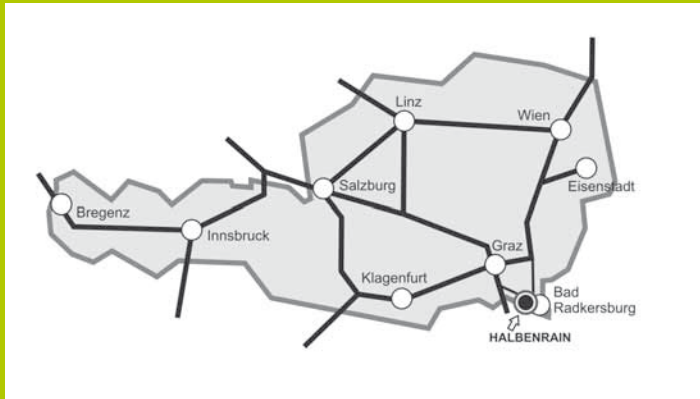 Linz
Wien
Salzburg
Eisenstadt
Bregenz
Innsbruck
Graz
Klagenfurt
Bad
Radkersburg
HALBENRAIN